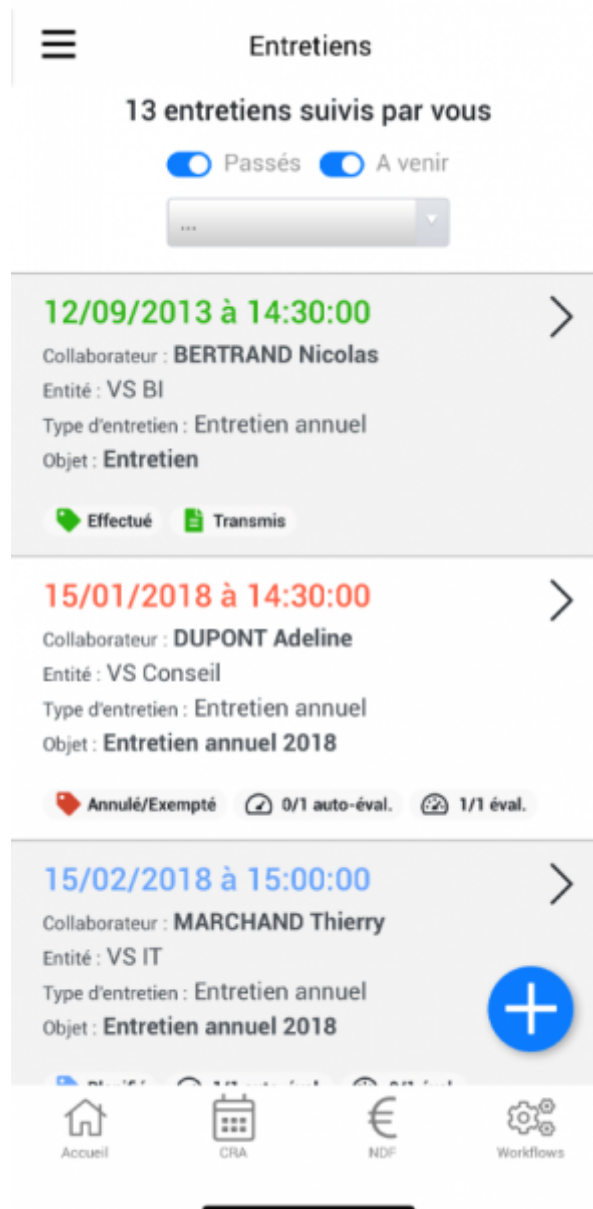 Entretiens
13 entretiens suivis par vous
Passés A venir
...
12/09/2013 à 14:30:00
Collaborateur : BERTRAND Nicolas
Entité : VS BI
Type d'entretien : Entretien annuel
Objet : Entretien
Effectué Transmis
15/01/2018 à 14:30:00
Collaborateur : DUPONT Adeline
Entité : VS Conseil
Type d'entretien : Entretien annuel
Objet : Entretien annuel 2018
Annulé/Exempté 0/1 auto-éval. 1/1 éval.
15/02/2018 à 15:00:00
Collaborateur : MARCHAND Thierry
Entité : VS IT
Type d'entretien : Entretien annuel
Objet : Entretien annuel 2018
Accueil CRA NDF Workflows